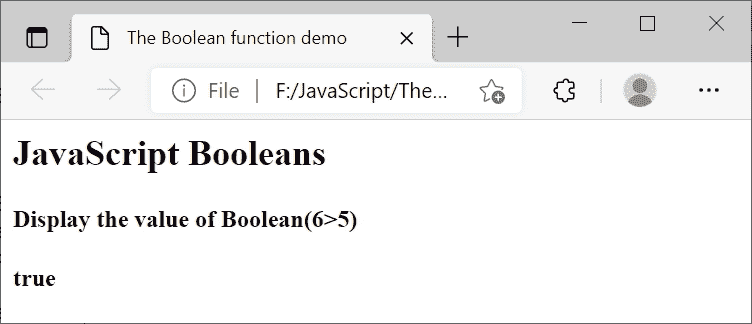 The Boolean function demo
File | F:/JavaScript/The...
JavaScript Booleans
Display the value of Boolean(6>5)
true